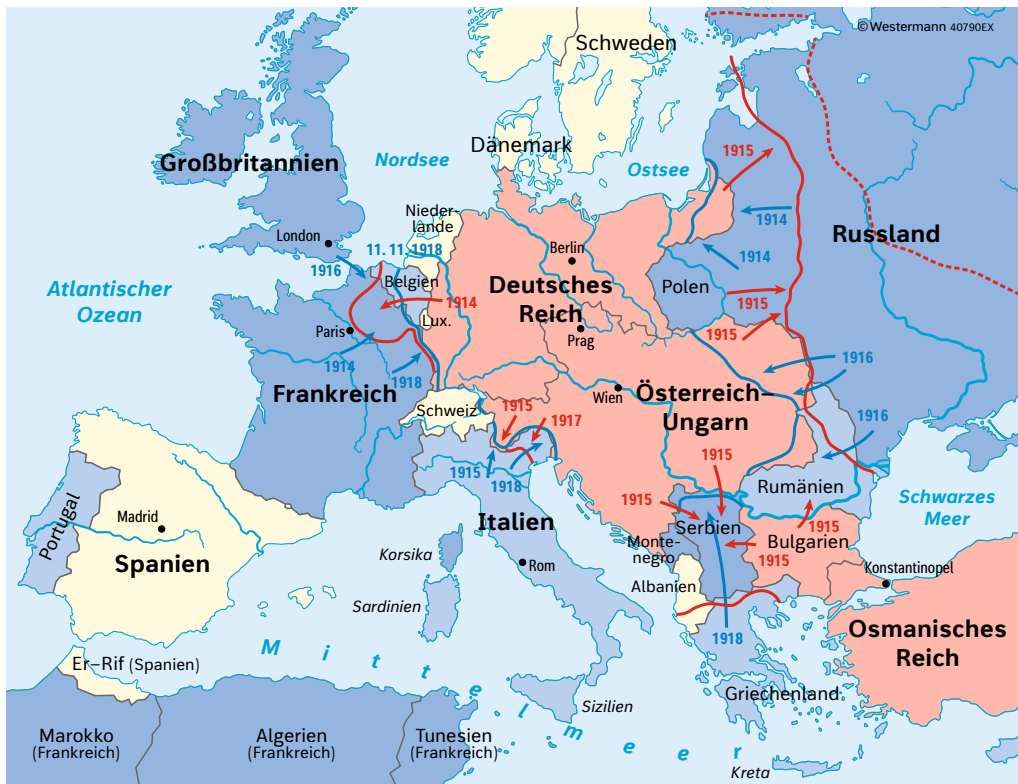 ©Westermann 40790EX
Schweden
Dänemark
Nordsee
Ostsee
Großbritannien
Nieder-
lande
London
11. 11. 1918
1916
Belgien
Atlantischer
Ozean
Lux.
1914
Paris
1914
1918
Frankreich
Berlin
Deutsches
Reich
Prag
Polen
1915
1914
1914
1915
1915
Russland
1916
1916
Schweiz
Wien
Österreich-
Ungarn
1915
1917
1915
1918
Italien
1915
1915
Serbien
Rumänien
1915
Bulgarien
1915
Monte-
negro
Albanien
1918
Schwarzes
Meer
Konstantinopel
Osmanisches
Reich
Portugal
Madrid
Spanien
Korsika
Rom
Sardinien
Er-Rif (Spanien)
Mittelmeer
Sizilien
Griechenland
Kreta
Marokko
(Frankreich)
Algerien
(Frankreich)
Tunesien
(Frankreich)